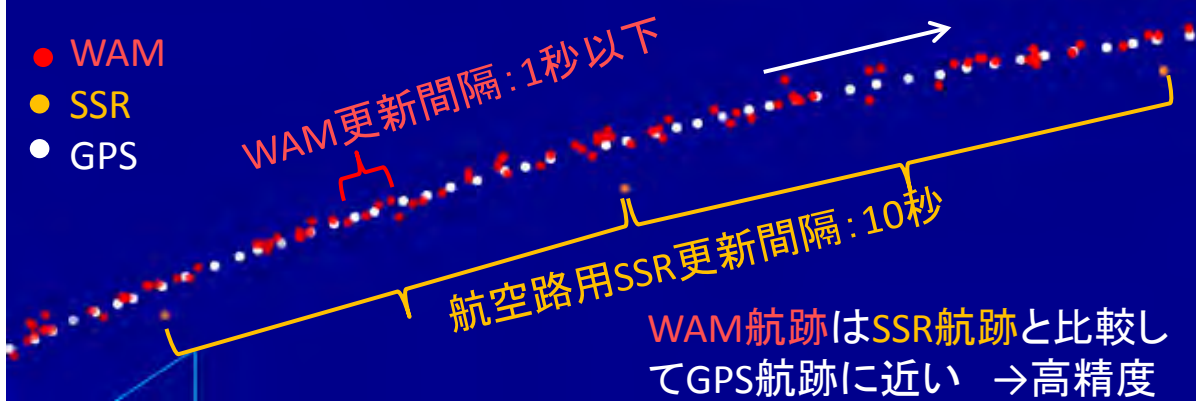 WAM
SSR
GPS
WAM更新間隔：1秒以下
航空路用SSR更新間隔：10秒
WAM航跡はSSR航跡と比較し
てGPS航跡に近い →高精度